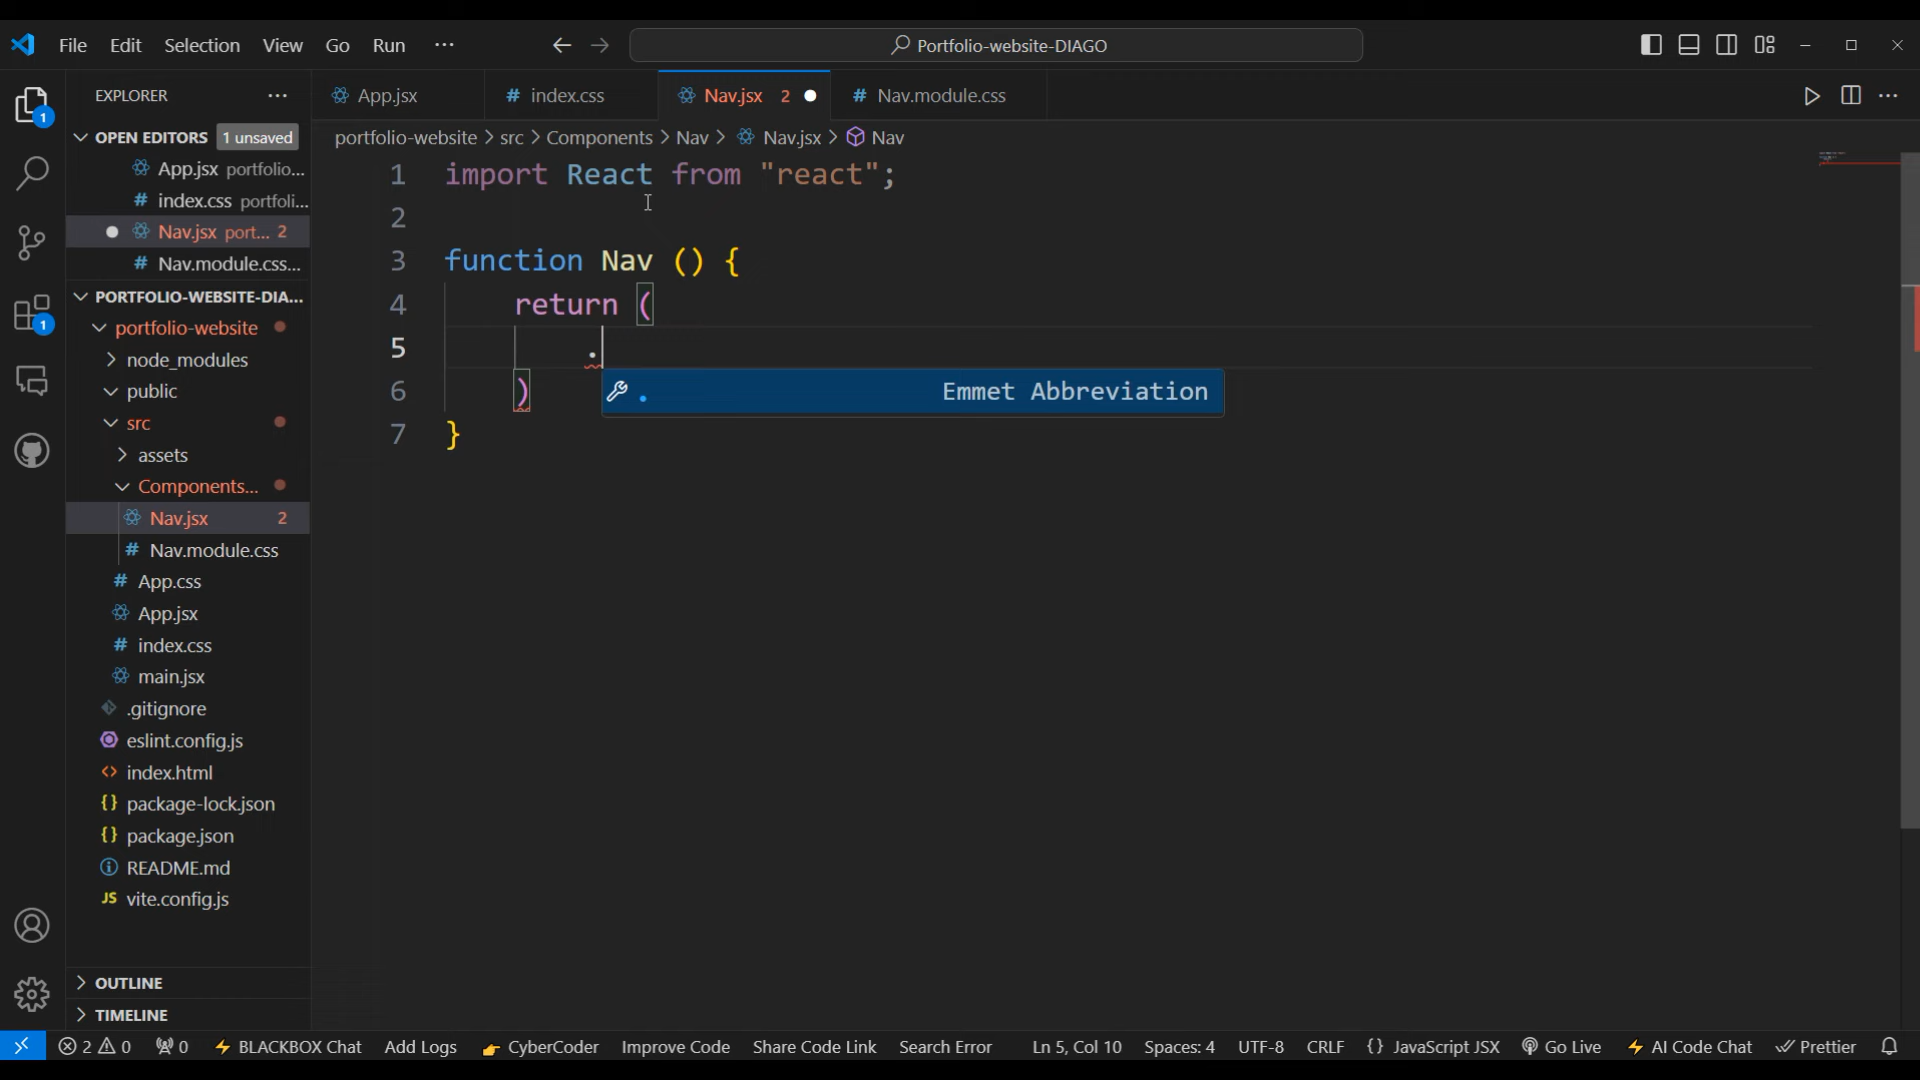 File Edit Selection View Go Run ··· Portfolio-website-DIAGO
EXPLORER ···
App.jsx # index.css Nav.jsx 2 # Nav.module.css ···
1
OPEN EDITORS 1 unsaved
portfolio-website > src > Components > Nav > Nav.jsx > Nav
App.jsx portfolio...
# index.css portfoli...
Nav.jsx port... 2
# Nav.module.css...
PORTFOLIO-WEBSITE-DIA...
portfolio-website
node_modules
public
src
assets
Components...
Nav.jsx 2
# Nav.module.css
# App.css
App.jsx
# index.css
main.jsx
.gitignore
eslint.config.js
<> index.html
{} package-lock.json
{} package.json
README.md
JS vite.config.js
OUTLINE
TIMELINE
1
1 import React from "react";
2
3 function Nav () {
4 return (
5 .
6 )
7 }
. Emmet Abbreviation
2 0 0 BLACKBOX Chat Add Logs CyberCoder Improve Code Share Code Link Search Error Ln 5, Col 10 Spaces: 4 UTF-8 CRLF {} JavaScript JSX Go Live AI Code Chat Prettier